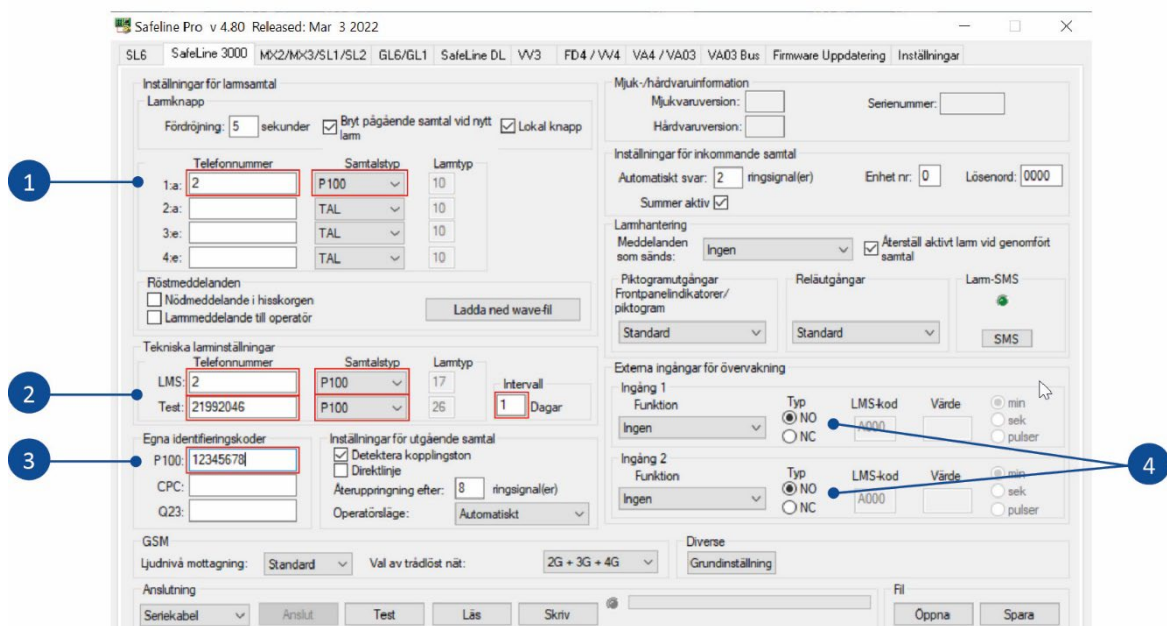 Safeline Pro v 4.80 Released: Mar 3 2022
SL6 SafeLine 3000 MX2/MX3/SL1/SL2 GL6/GL1 SafeLine DL VV3 FD4 / VV4 VA4 / VA03 VA03 Bus Firmware Uppdatering Inställningar
Inställningar för larmsamtal
Larmknapp
Fördröjning: 5 sekunder Bryt pågående samtal vid nytt larm Lokal knapp
Telefonnummer Samtalstyp Larmtyp
1
1:a: 2 P100 10
2:a: TAL 10
3:e: TAL 10
4:e: TAL 10
Röstmeddelanden
Nödmeddelande i hisskorgen
Larmmeddelande till operatör
Ladda ned wave-fil
Tekniska larminställningar
Telefonnummer Samtalstyp Larmtyp
2
LMS: 2 P100 17
Test: 21992046 P100 26
Intervall
1 Dagar
Egna identifieringskoder
3
P100: 12345678
CPC:
Q23:
Inställningar för utgående samtal
Detektera kopplingston
Direktlinje
Återuppringning efter: 8 ringsignal(er)
Operatörsläge: Automatiskt
Mjuk-/hårdvaruinformation
Mjukvaruversion: Serienummer:
Hårdvaruversion:
Inställningar för inkommande samtal
Automatiskt svar: 2 ringsignal(er) Enhet nr: 0 Lösenord: 0000
Summer aktiv
Larmhantering
Meddelanden
som sänds: Ingen
Återställ aktivt larm vid genomfört
samtal
Piktogramutgångar
Frontpanelindikatorer/
piktogram
Standard
Reläutgångar
Standard
Larm-SMS
SMS
Externa ingångar för övervakning
Ingång 1
Funktion Typ LMS-kod Värde min
Ingen NO A000 sek
NC pulser
Ingång 2
Funktion Typ LMS-kod Värde min
Ingen NO A000 sek
NC pulser
4
GSM
Ljudnivå mottagning: Standard Val av trådlöst nät: 2G + 3G + 4G
Diverse
Grundinställning
Anslutning
Seriekabel Anslut Test Läs Skriv
Fil
Öppna Spara